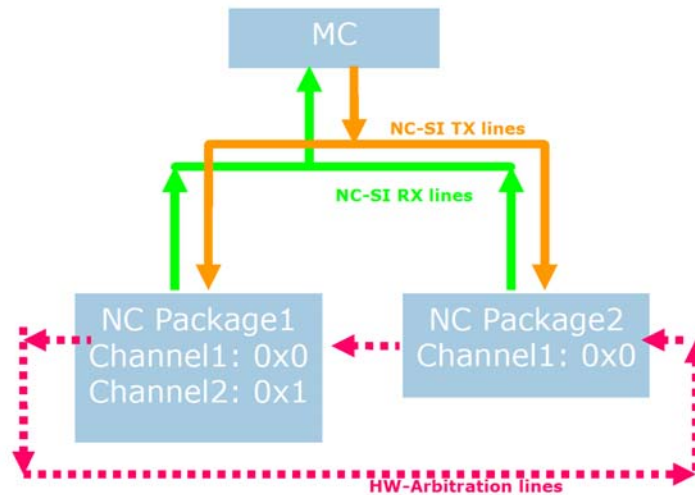 MC
NC-SI TX lines
NC-SI RX lines
NC Package1
Channel1: 0x0
Channel2: 0x1
NC Package2
Channel1: 0x0
HW-Arbitration lines